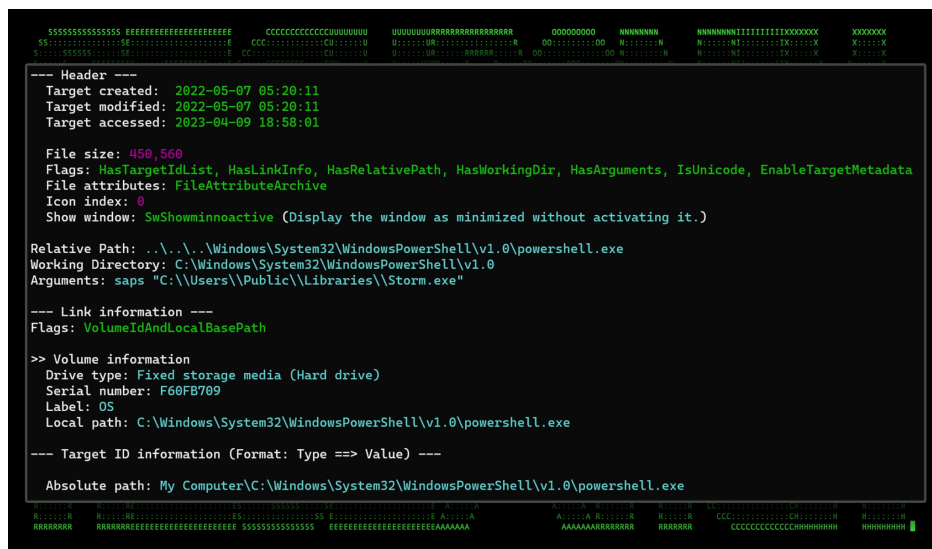 --- Header ---
Target created: 2022-05-07 05:20:11
Target modified: 2022-05-07 05:20:11
Target accessed: 2023-04-09 18:58:01
File size: 450,560
Flags: HasTargetIdList, HasLinkInfo, HasRelativePath, HasWorkingDir, HasArguments, IsUnicode, EnableTargetMetadata
File attributes: FileAttributeArchive
Icon index: 0
Show window: SwShowminnoactive (Display the window as minimized without activating it.)
Relative Path: ..\..\..\Windows\System32\WindowsPowerShell\v1.0\powershell.exe
Working Directory: C:\Windows\System32\WindowsPowerShell\v1.0
Arguments: saps "C:\\Users\\Public\\Libraries\\Storm.exe"
--- Link information ---
Flags: VolumeIdAndLocalBasePath
>> Volume information
Drive type: Fixed storage media (Hard drive)
Serial number: F60FB709
Label: OS
Local path: C:\Windows\System32\WindowsPowerShell\v1.0\powershell.exe
--- Target ID information (Format: Type ==> Value) ---
Absolute path: My Computer\C:\Windows\System32\WindowsPowerShell\v1.0\powershell.exe